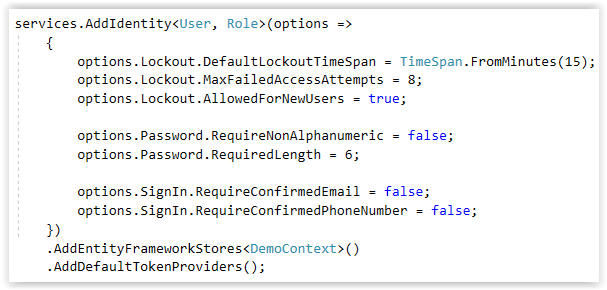 services.AddIdentity<User, Role>(options =>
{
options.Lockout.DefaultLockoutTimeSpan = TimeSpan.FromMinutes(15);
options.Lockout.MaxFailedAccessAttempts = 8;
options.Lockout.AllowedForNewUsers = true;
options.Password.RequireNonAlphanumeric = false;
options.Password.RequiredLength = 6;
options.SignIn.RequireConfirmedEmail = false;
options.SignIn.RequireConfirmedPhoneNumber = false;
})
.AddEntityFrameworkStores<DemoContext>()
.AddDefaultTokenProviders();